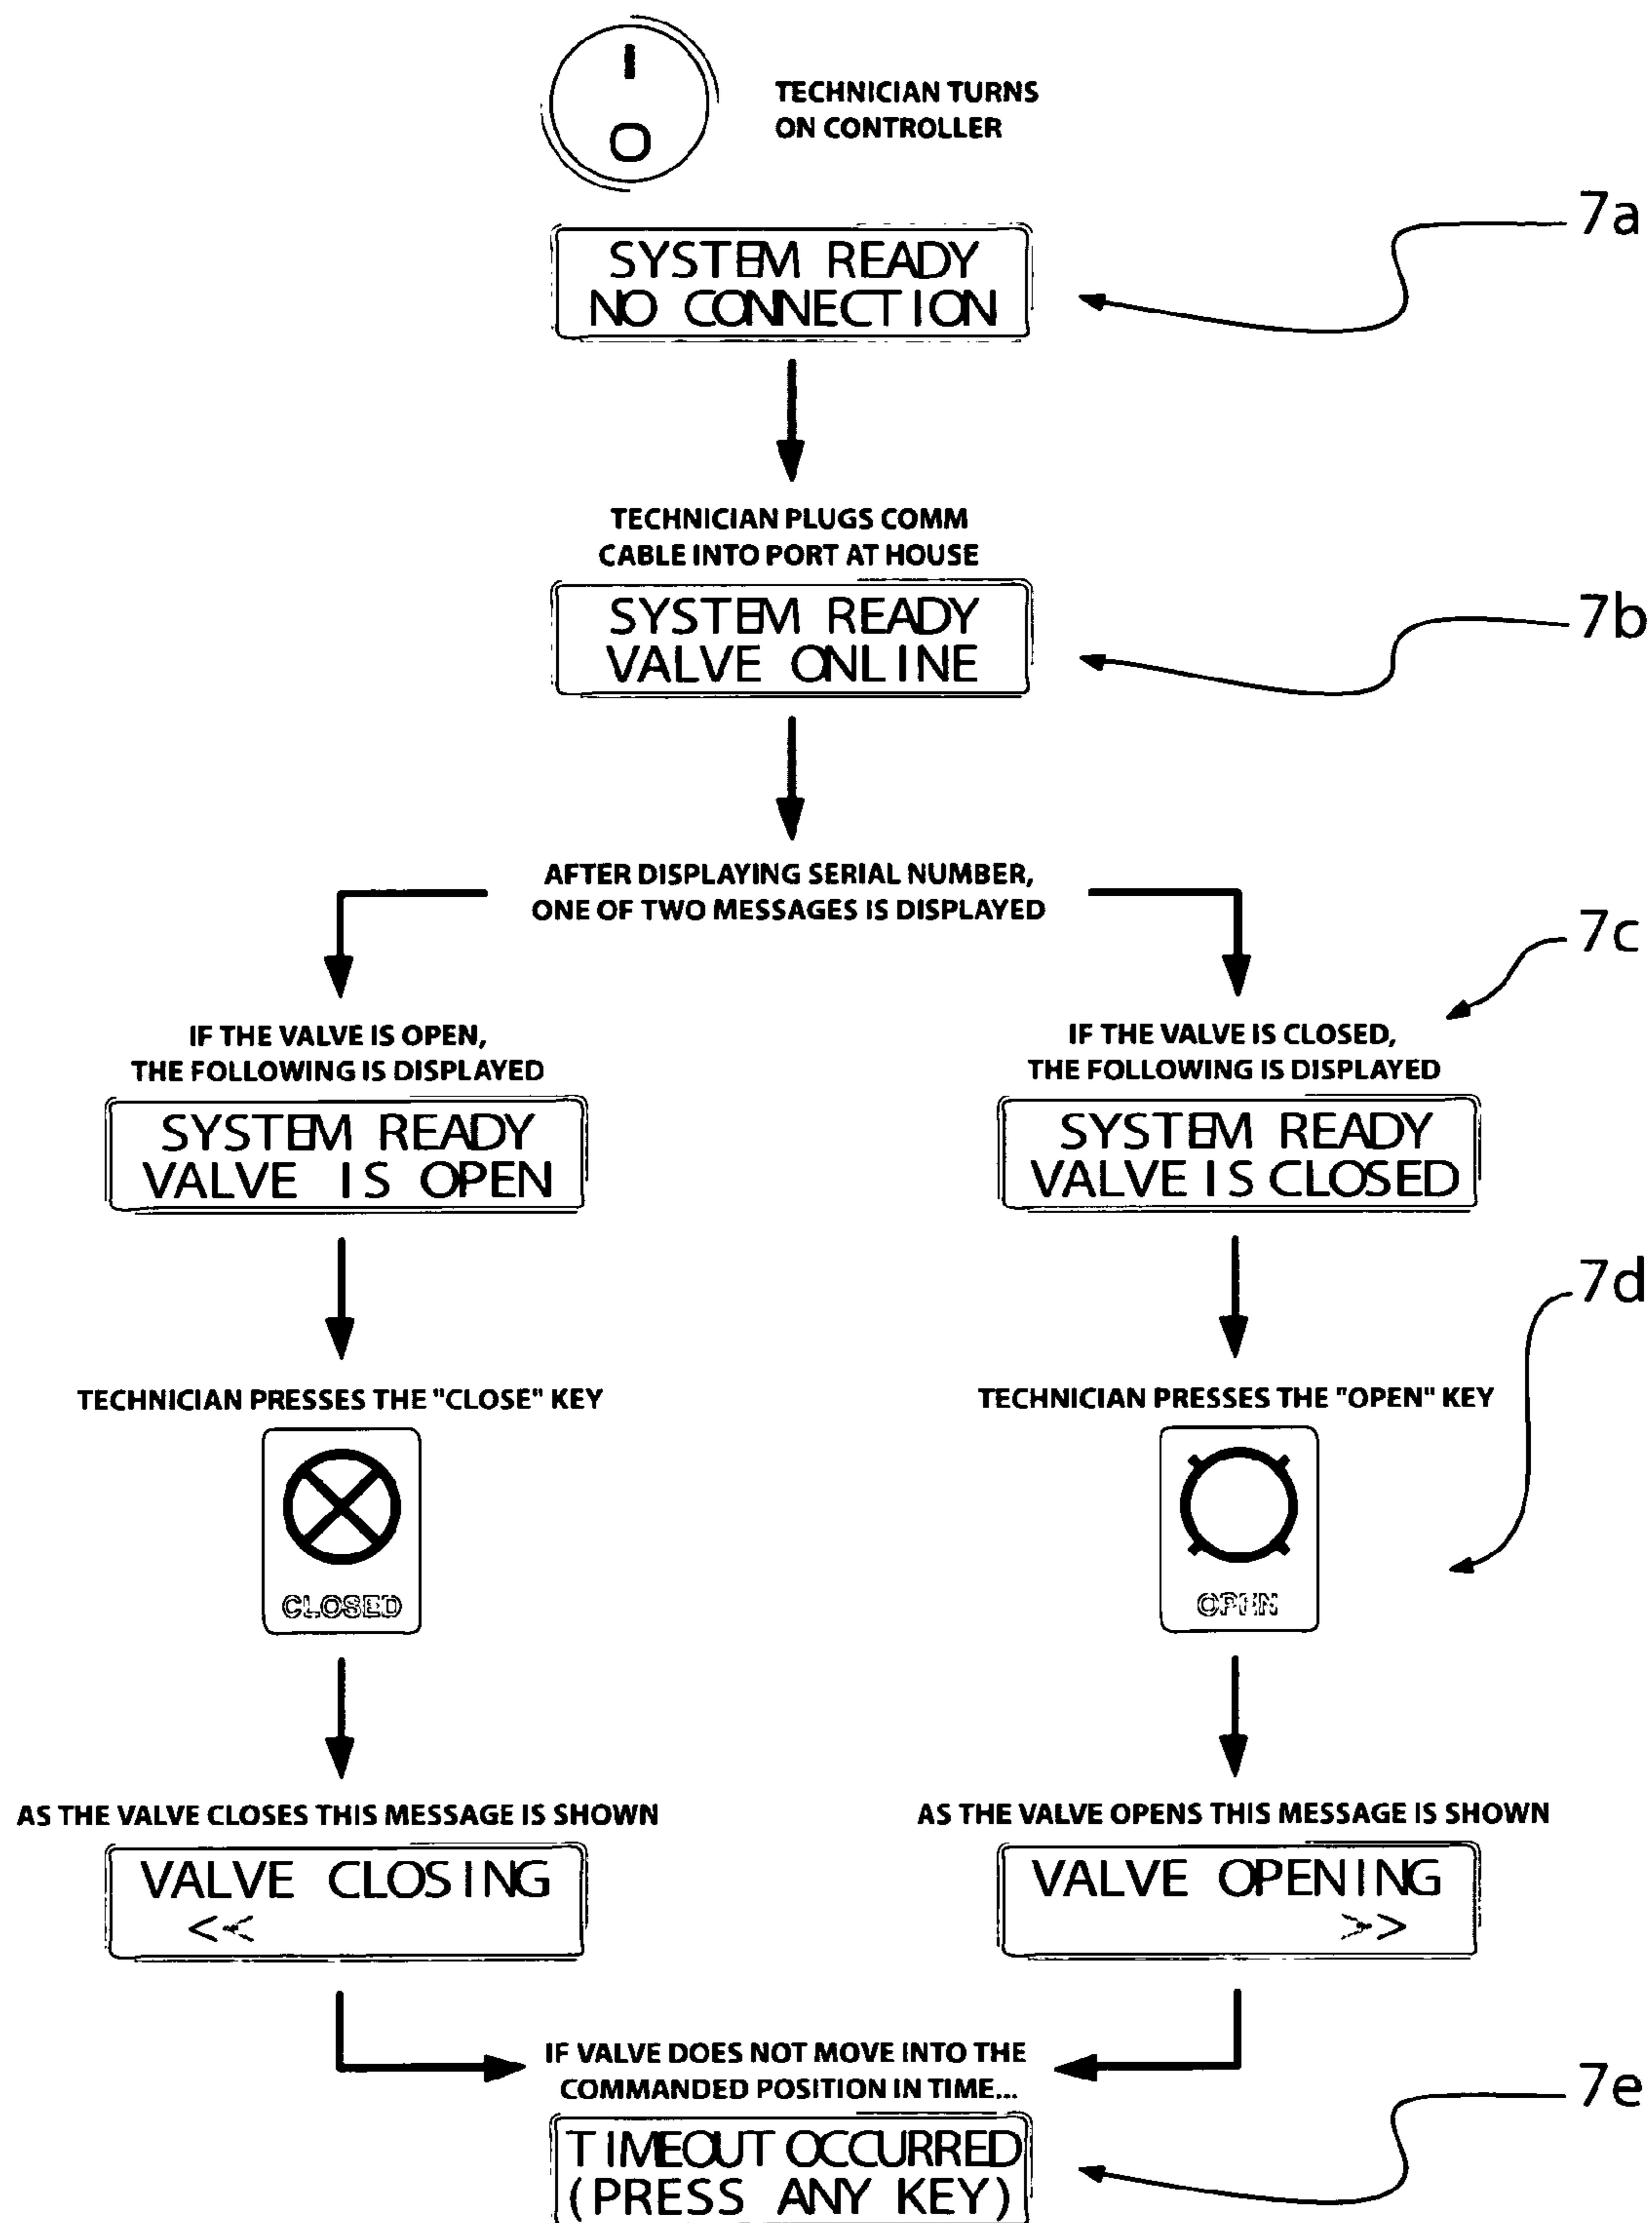 TECHNICIAN TURNS
ON CONTROLLER
7a
SYSTEM READY
NO CONNECTION
TECHNICIAN PLUGS COMM
CABLE INTO PORT AT HOUSE
7b
SYSTEM READY
VALVE ONLINE
AFTER DISPLAYING SERIAL NUMBER,
ONE OF TWO MESSAGES IS DISPLAYED
7c
IF THE VALVE IS OPEN,
THE FOLLOWING IS DISPLAYED
SYSTEM READY
VALVE IS OPEN
IF THE VALVE IS CLOSED,
THE FOLLOWING IS DISPLAYED
SYSTEM READY
VALVE IS CLOSED
7d
TECHNICIAN PRESSES THE "CLOSE" KEY
CLOSED
TECHNICIAN PRESSES THE "OPEN" KEY
OPEN
AS THE VALVE CLOSES THIS MESSAGE IS SHOWN
VALVE CLOSING
<<
AS THE VALVE OPENS THIS MESSAGE IS SHOWN
VALVE OPENING
>>
IF VALVE DOES NOT MOVE INTO THE
COMMANDED POSITION IN TIME...
7e
TIMEOUT OCCURRED
(PRESS ANY KEY)